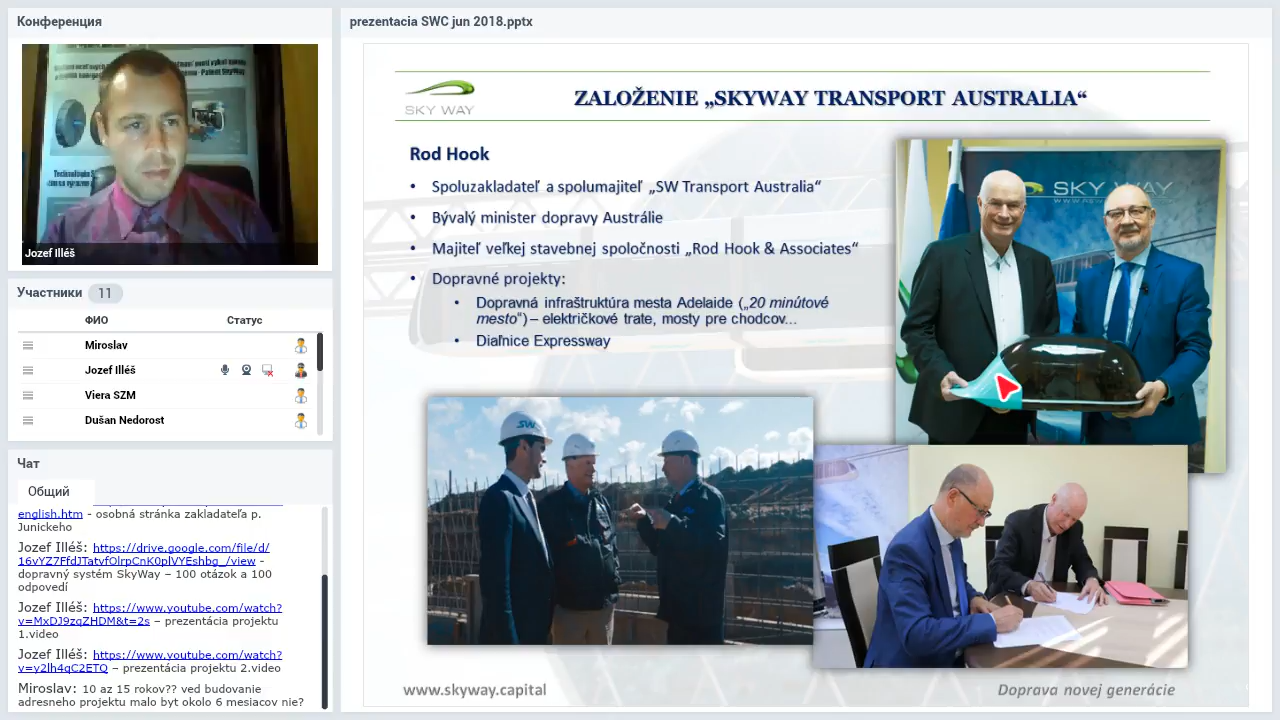 Конференция
Jozef Illéš
Участники 11
ФИО Статус
Miroslav
Jozef Illéš
Viera SZM
Dušan Nedorost
Чат
Общий
english.htm - osobná stránka zakladateľa p.
Junickeho
Jozef Illéš: https://drive.google.com/file/d/
16vYZ7FfdJTatvfOlrpCnK0plVYEshbg_/view -
dopravný systém SkyWay – 100 otázok a 100
odpovedí
Jozef Illéš: https://www.youtube.com/watch?
v=MxDJ9zqZHDM&t=2s – prezentácia projektu
1.video
Jozef Illéš: https://www.youtube.com/watch?
v=y2lh4qC2ETQ – prezentácia projektu 2.video
Miroslav: 10 az 15 rokov?? ved budovanie
adresneho projektu malo byt okolo 6 mesiacov nie?
prezentacia SWC jun 2018.pptx
SKY WAY
ZALOŽENIE „SKYWAY TRANSPORT AUSTRALIA“
Rod Hook
• Spoluzakladateľ a spolumajiteľ „SW Transport Australia“
• Bývalý minister dopravy Austrálie
• Majiteľ veľkej stavebnej spoločnosti „Rod Hook & Associates“
• Dopravné projekty:
• Dopravná infraštruktúra mesta Adelaide („20 minútové
mesto“) – električkové trate, mosty pre chodcov...
• Diaľnice Expressway
SKY WAY
SW
www.skyway.capital
Doprava novej generácie